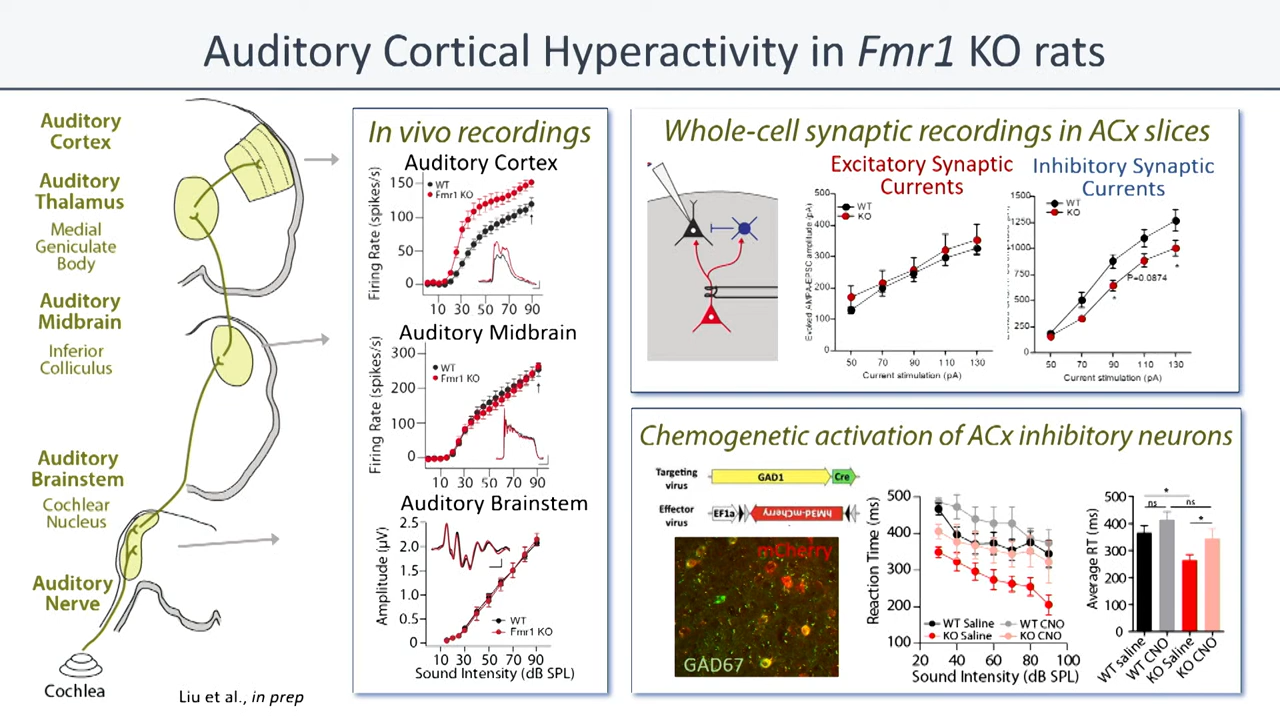 Auditory Cortical Hyperactivity in Fmr1 KO rats
Auditory
Cortex
Auditory
Thalamus
Medial
Geniculate
Body
Auditory
Midbrain
Inferior
Colliculus
Auditory
Brainstem
Cochlear
Nucleus
Auditory
Nerve
Cochlea
Liu et al., in prep
In vivo recordings
Auditory Cortex
Firing Rate (spikes/s)
150
100
50
0
WT
Fmr1 KO
10 30 50 70 90
Auditory Midbrain
Firing Rate (spikes/s)
300
200
100
0
WT
Fmr1 KO
10 30 50 70 90
Auditory Brainstem
Amplitude (µV)
2.5
2.0
1.5
1.0
0.5
0
WT
Fmr1 KO
10 30 50 70 90
Sound Intensity (dB SPL)
Whole-cell synaptic recordings in ACx slices
Excitatory Synaptic
Currents
Evoked AMPA-EPSC amplitude (pA)
500
400
300
200
100
0
WT
KO
50 70 90 110 130
Current stimulation (pA)
Inhibitory Synaptic
Currents
1500
1250
1000
750
500
250
0
WT
KO
P=0.0874
*
*
50 70 90 110 130
Current stimulation (pA)
Chemogenetic activation of ACx inhibitory neurons
Targeting
virus
GAD1
Cre
Effector
virus
EF1a
hM3d-mCherry
mCherry
GAD67
Reaction Time (ms)
500
400
300
200
100
WT Saline
WT CNO
KO Saline
KO CNO
20 40 60 80 100
Sound Intensity (dB SPL)
Average RT (ms)
500
400
300
200
100
0
*
ns
ns
*
WT saline
WT CNO
KO Saline
KO CNO